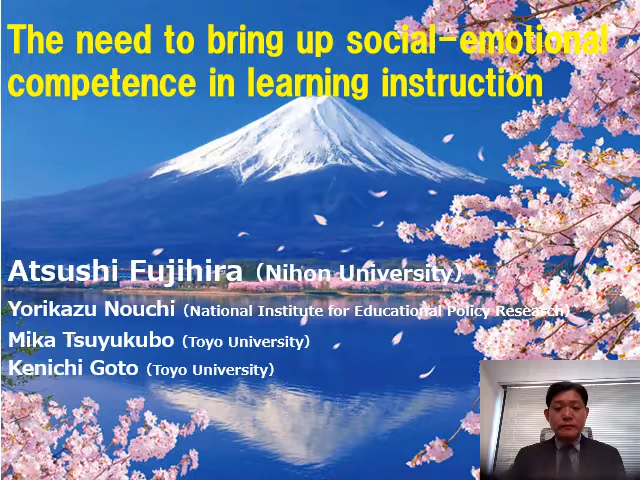 The need to bring up social-emotional
competence in learning instruction
Atsushi Fujihira（Nihon University）
Yorikazu Nouchi（National Institute for Educational Policy Research）
Mika Tsuyukubo（Toyo University）
Kenichi Goto（Toyo University）